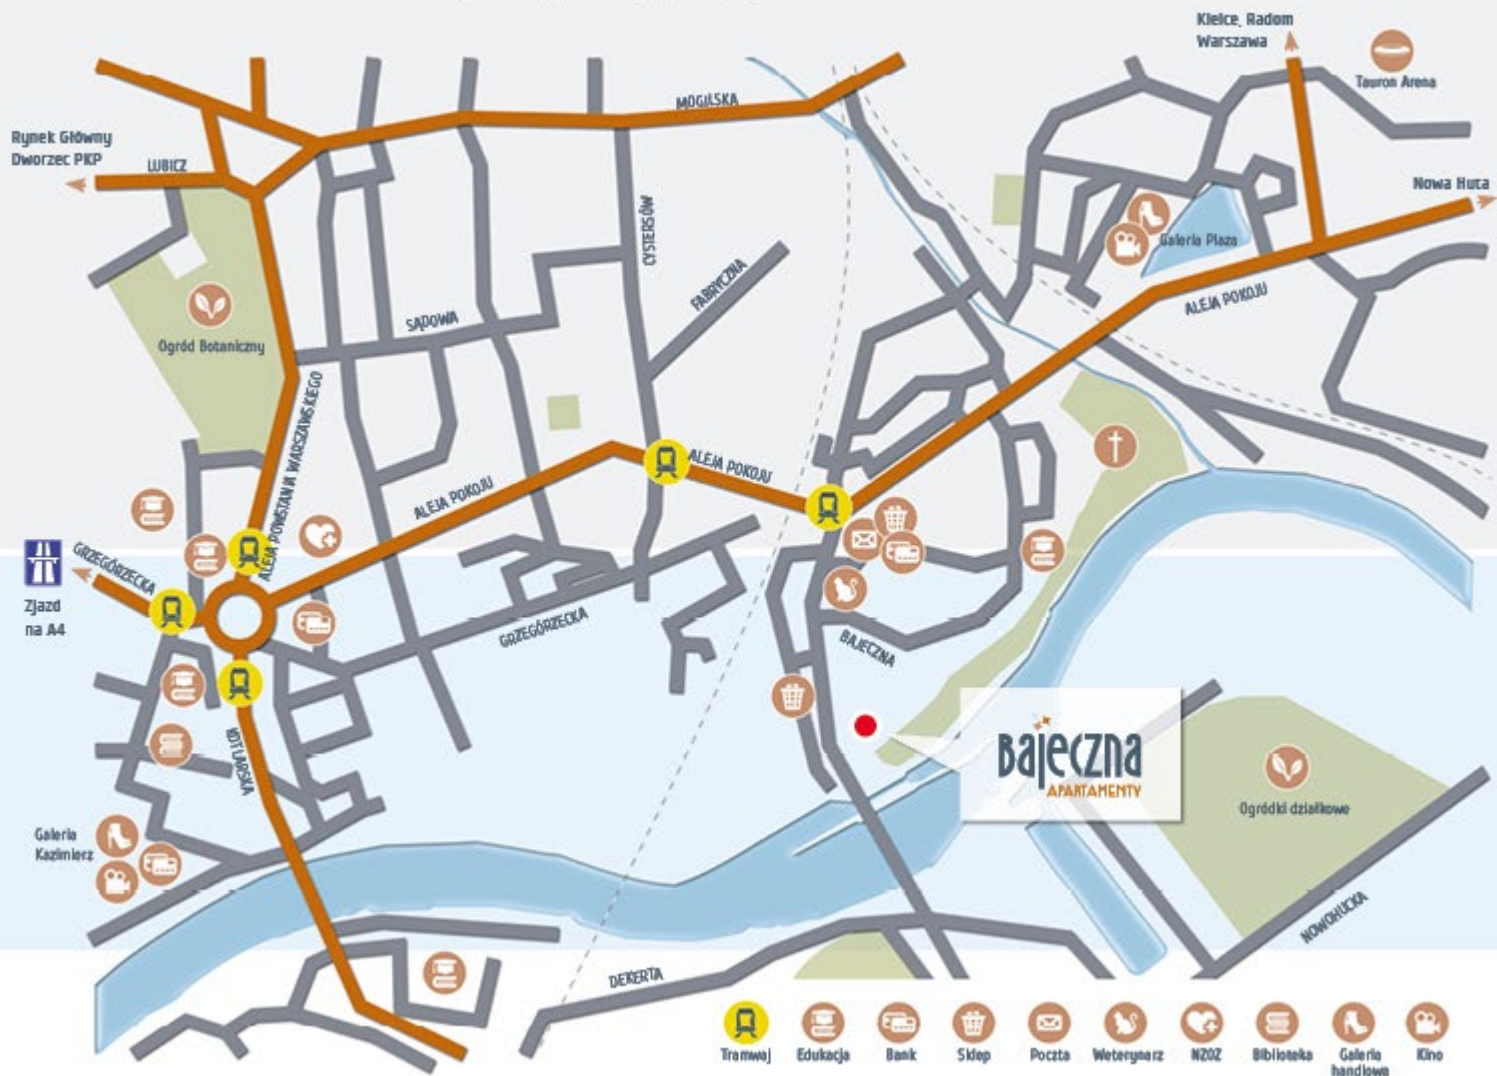 Kielce, Radom
Warszawa
Tauron Arena
MOGILSKA
Rynek Główny
Dworzec PKP
LUBICZ
Nowa Huta
CYSTERSÓW
Galeria Plaza
FABRYCZNA
ALEJA POKOJU
SĄDOWA
Ogród Botaniczny
ALEJA POWSTANIA WARSZAWSKIEGO
ALEJA POKOJU
ALEJA POKOJU
GRZEGÓRZECKA
Zjazd
na A4
GRZEGÓRZECKA
BAJECZNA
KOTLARSKA
Bajeczna
APARTAMENTY
Ogródki działkowe
Galeria
Kazimierz
NOWOHUCKA
DEKERTA
Tramwaj
Edukacja
Bank
Sklep
Poczta
Weterynarz
NZOZ
Biblioteka
Galeria
handlowa
Kino